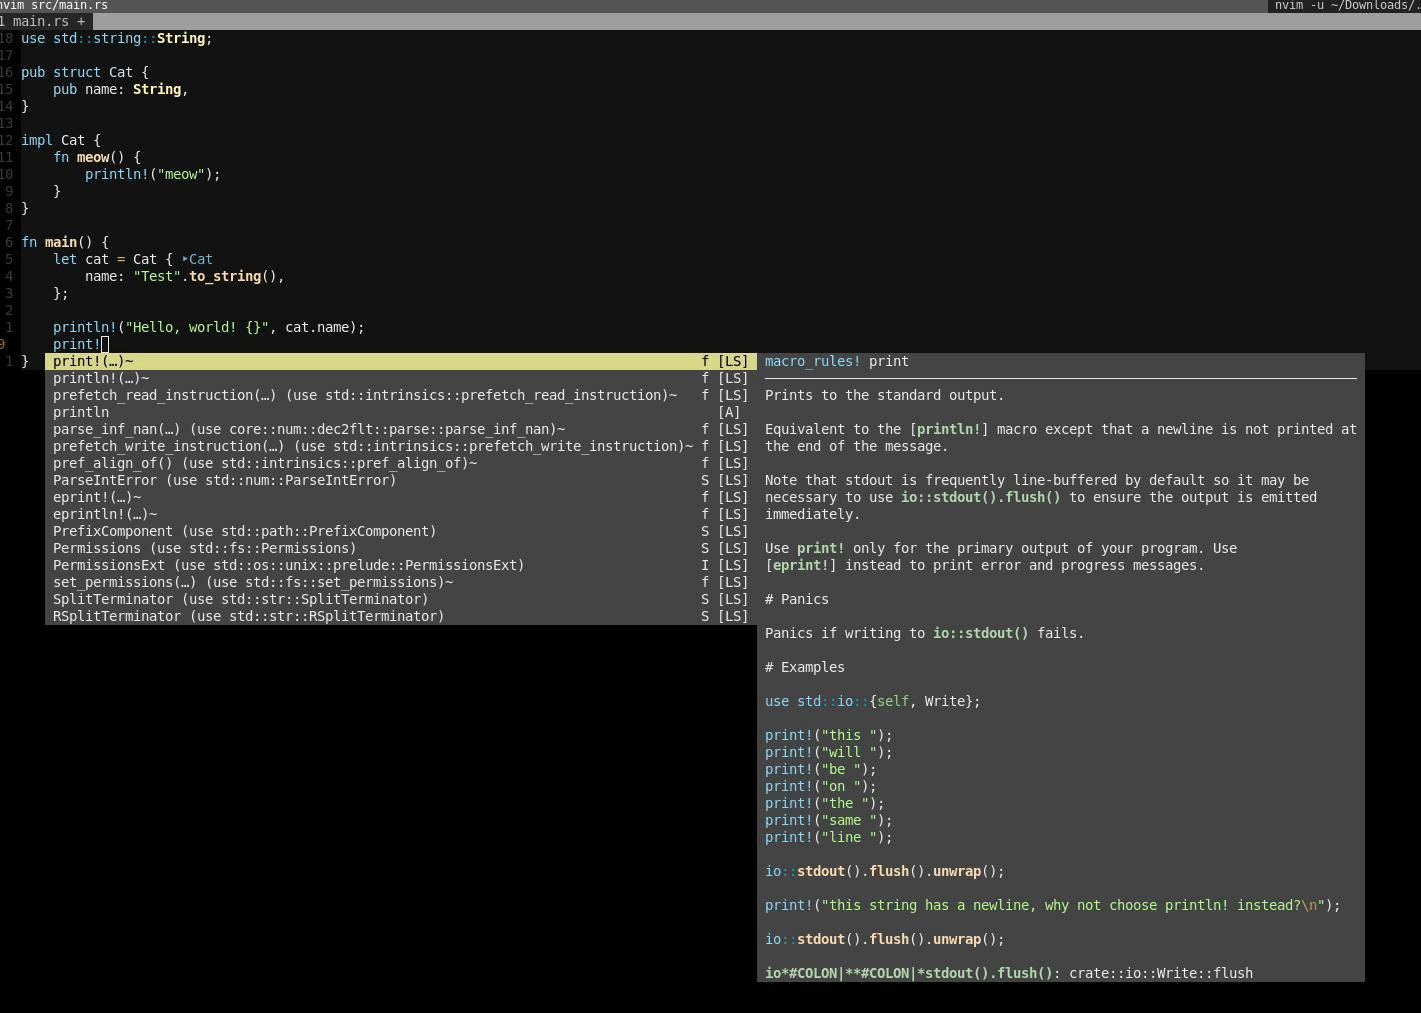 nvim src/main.rs nvim -u ~/Downloads/.
1 main.rs +
18 use std::string::String;
17
16 pub struct Cat {
15     pub name: String,
14 }
13
12 impl Cat {
11     fn meow() {
10         println!("meow");
9     }
8 }
7
6 fn main() {
5     let cat = Cat { ‣Cat
4         name: "Test".to_string(),
3     };
2
1     println!("Hello, world! {}", cat.name);
9     print!
1 }
print!(…)~ f [LS]
println!(…)~ f [LS]
prefetch_read_instruction(…) (use std::intrinsics::prefetch_read_instruction)~ f [LS]
println [A]
parse_inf_nan(…) (use core::num::dec2flt::parse::parse_inf_nan)~ f [LS]
prefetch_write_instruction(…) (use std::intrinsics::prefetch_write_instruction)~ f [LS]
pref_align_of() (use std::intrinsics::pref_align_of)~ f [LS]
ParseIntError (use std::num::ParseIntError) S [LS]
eprint!(…)~ f [LS]
eprintln!(…)~ f [LS]
PrefixComponent (use std::path::PrefixComponent) S [LS]
Permissions (use std::fs::Permissions) S [LS]
PermissionsExt (use std::os::unix::prelude::PermissionsExt) I [LS]
set_permissions(…) (use std::fs::set_permissions)~ f [LS]
SplitTerminator (use std::str::SplitTerminator) S [LS]
RSplitTerminator (use std::str::RSplitTerminator) S [LS]
macro_rules! print
Prints to the standard output.
Equivalent to the [println!] macro except that a newline is not printed at
the end of the message.
Note that stdout is frequently line-buffered by default so it may be
necessary to use io::stdout().flush() to ensure the output is emitted
immediately.
Use print! only for the primary output of your program. Use
[eprint!] instead to print error and progress messages.
# Panics
Panics if writing to io::stdout() fails.
# Examples
use std::io::{self, Write};
print!("this ");
print!("will ");
print!("be ");
print!("on ");
print!("the ");
print!("same ");
print!("line ");
io::stdout().flush().unwrap();
print!("this string has a newline, why not choose println! instead?\n");
io::stdout().flush().unwrap();
io*#COLON|**#COLON|*stdout().flush(): crate::io::Write::flush